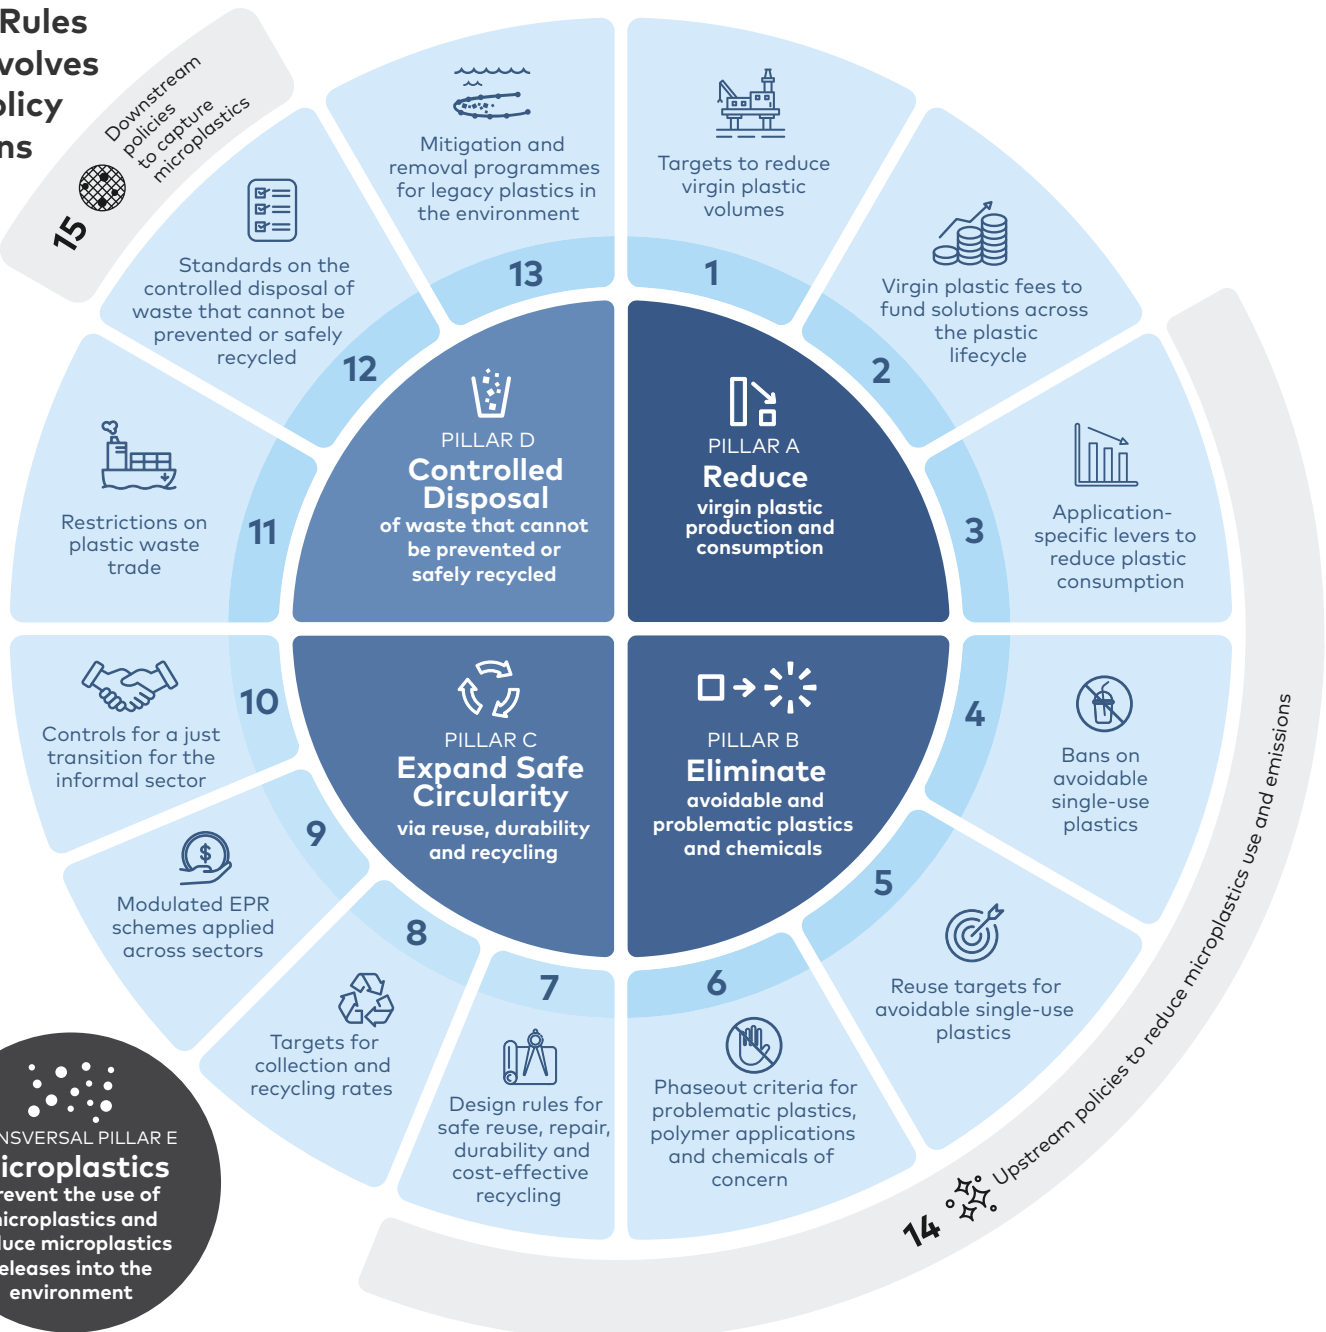 Rules
volves
olicy
ns
15
Downstream
policies
to capture
microplastics
Targets to reduce
virgin plastic
volumes
1
Virgin plastic fees to
fund solutions across
the plastic
lifecycle
2
Application-
specific levers to
reduce plastic
consumption
3
Bans on
avoidable
single-use
plastics
4
Reuse targets for
avoidable single-use
plastics
5
Phaseout criteria for
problematic plastics,
polymer applications
and chemicals of
concern
6
Design rules for
safe reuse, repair,
durability and
cost-effective
recycling
7
Targets for
collection and
recycling rates
8
$
Modulated EPR
schemes applied
across sectors
9
Controls for a just
transition for the
informal sector
10
Restrictions on
plastic waste
trade
11
Standards on the
controlled disposal of
waste that cannot be
prevented or safely
recycled
12
Mitigation and
removal programmes
for legacy plastics in
the environment
13
PILLAR A
Reduce
virgin plastic
production and
consumption
PILLAR B
Eliminate
avoidable and
problematic plastics
and chemicals
PILLAR C
Expand Safe
Circularity
via reuse, durability
and recycling
PILLAR D
Controlled
Disposal
of waste that cannot
be prevented or
safely recycled
14
Upstream policies to reduce microplastics use and emissions
NSVERSAL PILLAR E
icroplastics
revent the use of
icroplastics and
duce microplastics
eleases into the
environment